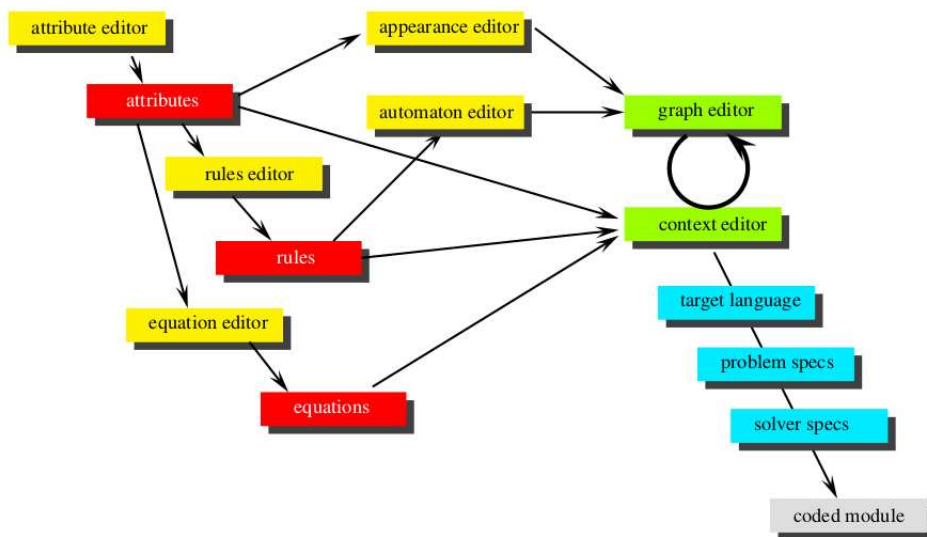 attribute editor
appearance editor
attributes
automaton editor
graph editor
rules editor
context editor
rules
target language
equation editor
problem specs
equations
solver specs
coded module